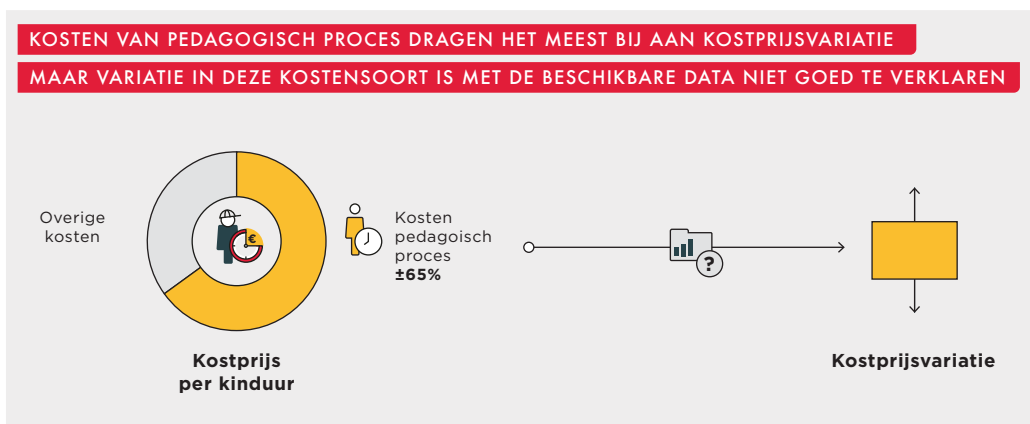 KOSTEN VAN PEDAGOGISCH PROCES DRAGEN HET MEEST BIJ AAN KOSTPRIJSVARIATIE
MAAR VARIATIE IN DEZE KOSTENSOORT IS MET DE BESCHIKBARE DATA NIET GOED TE VERKLAREN
Overige
kosten
€
Kosten
pedagoisch
proces
±65%
?
Kostprijs
per kinduur
Kostprijsvariatie